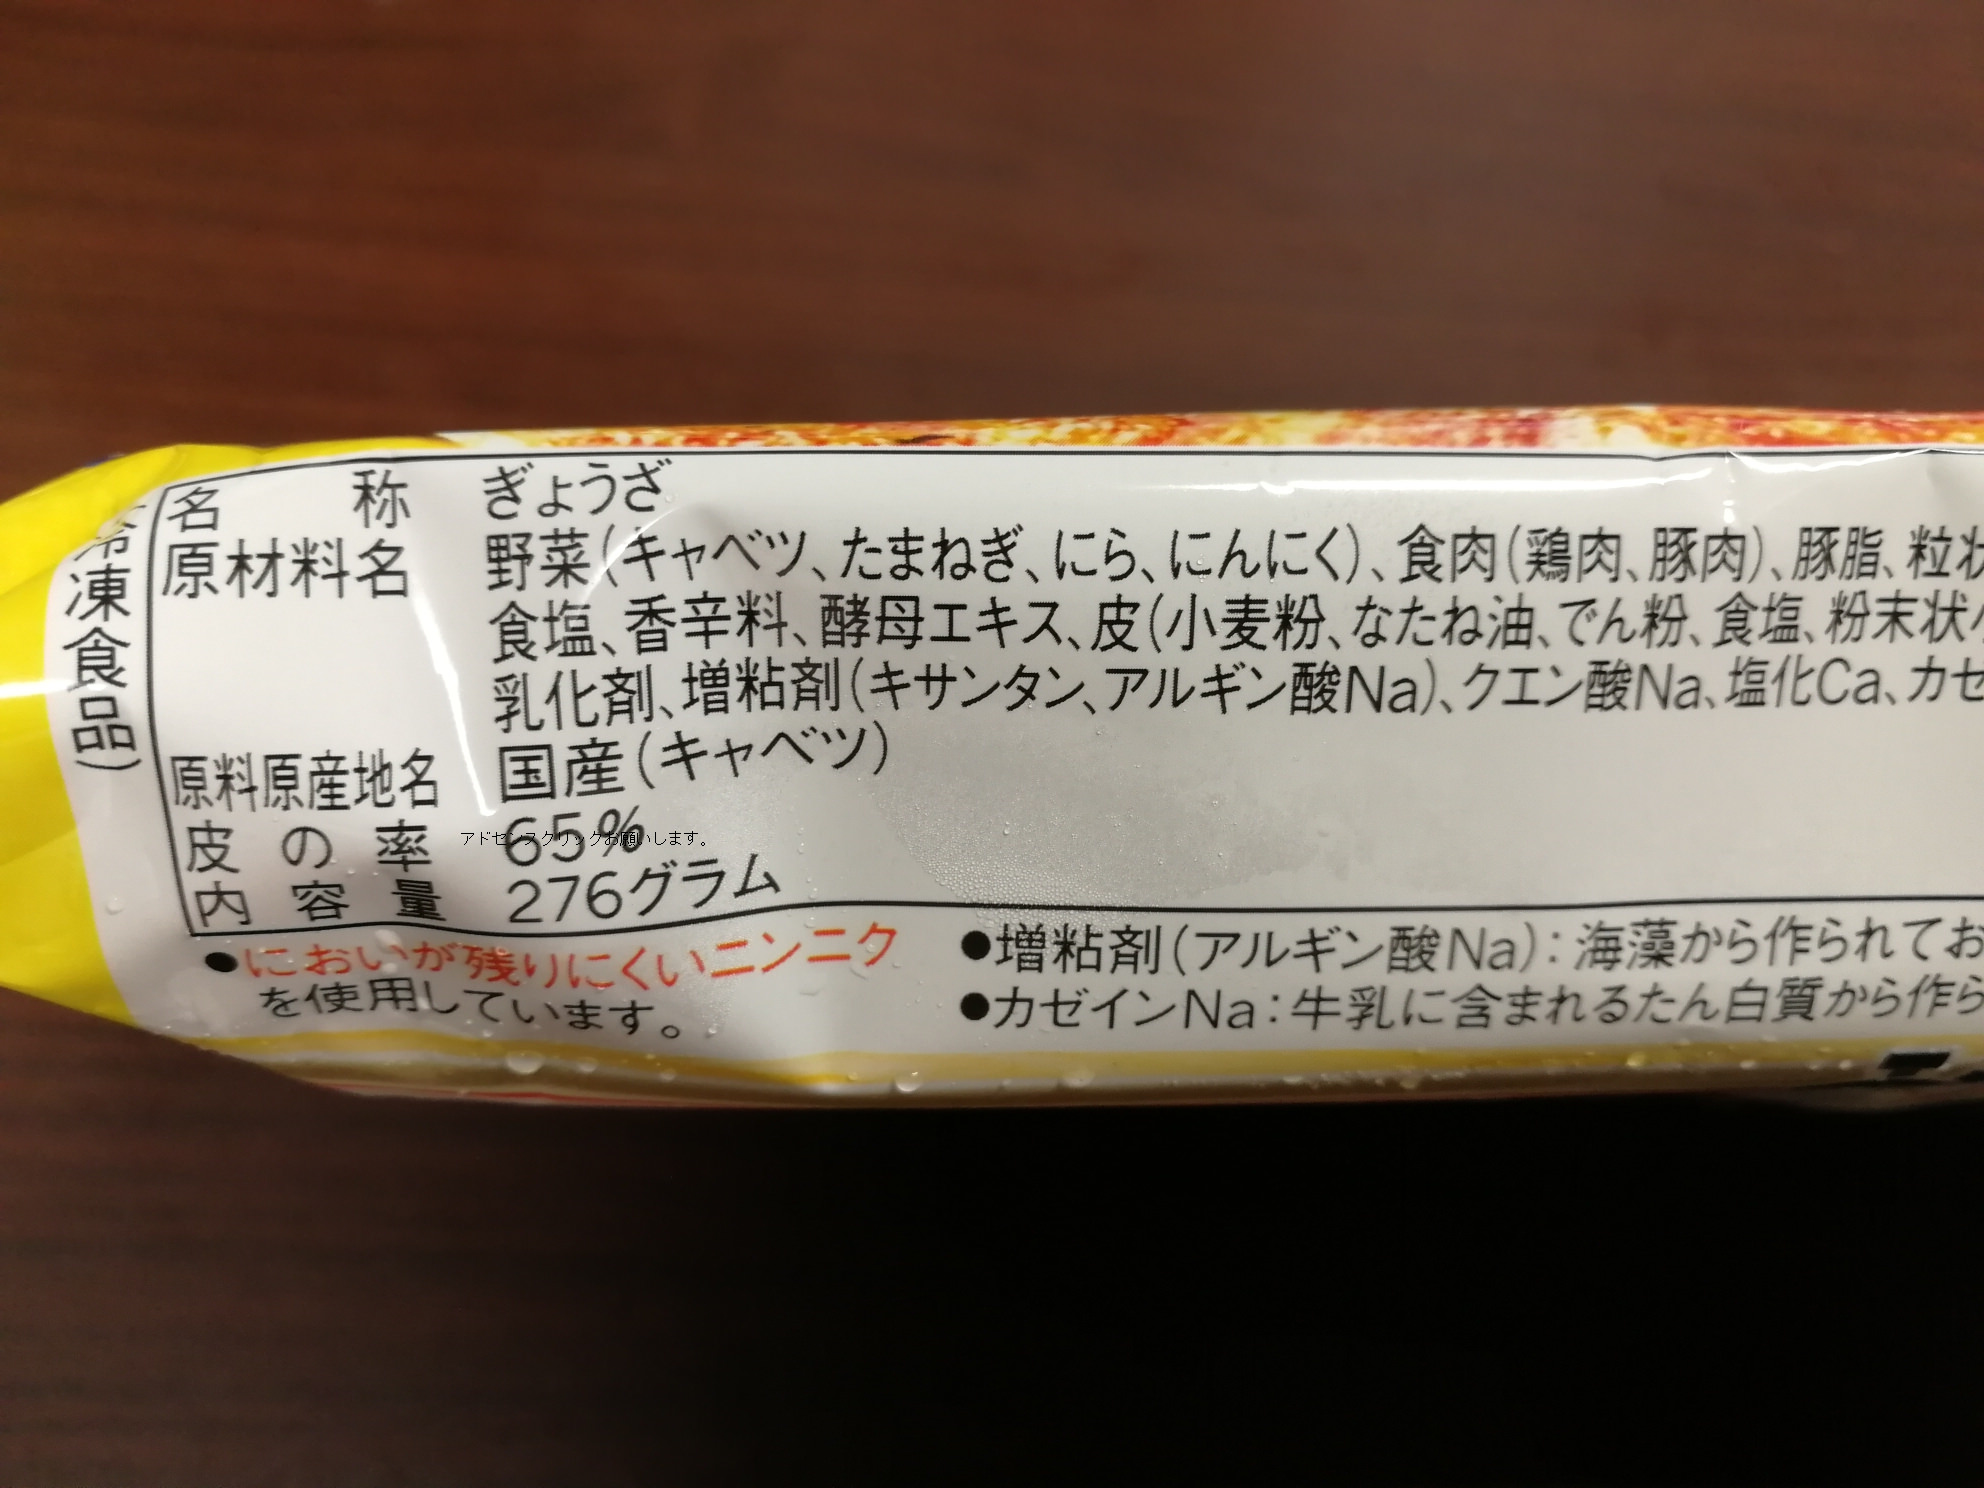 (冷凍食品)
名称 ぎょうざ
原材料名 野菜(キャベツ、たまねぎ、にら、にんにく)、食肉(鶏肉、豚肉)、豚脂、粒状
食塩、香辛料、酵母エキス、皮(小麦粉、なたね油、でん粉、食塩、粉末状
乳化剤、増粘剤(キサンタン、アルギン酸Na)、クエン酸Na、塩化Ca、カゼ
原料原産地名 国産(キャベツ)
皮の率 65%
アドセンスクリックお願いします。
内容量 276グラム
●においが残りにくいニンニク
を使用しています。
●増粘剤(アルギン酸Na):海藻から作られてお
●カゼインNa:牛乳に含まれるたん白質から作ら